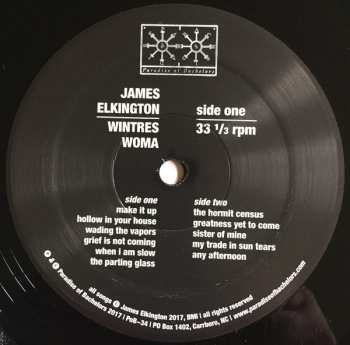 Paradise of Bachelors
JAMES
ELKINGTON
WINTRES
WOMA
side one
33 1/3 rpm
side one
make it up
hollow in your house
wading the vapors
grief is not coming
when i am slow
the parting glass
side two
the hermit census
greatness yet to come
sister of mine
my trade in sun tears
any afternoon
all songs © James Elkington 2017, BMI | all rights reserved
℗ & © Paradise of Bachelors 2017 | PoB-34 | PO Box 1402, Carrboro, NC | www.paradiseofbachelors.com